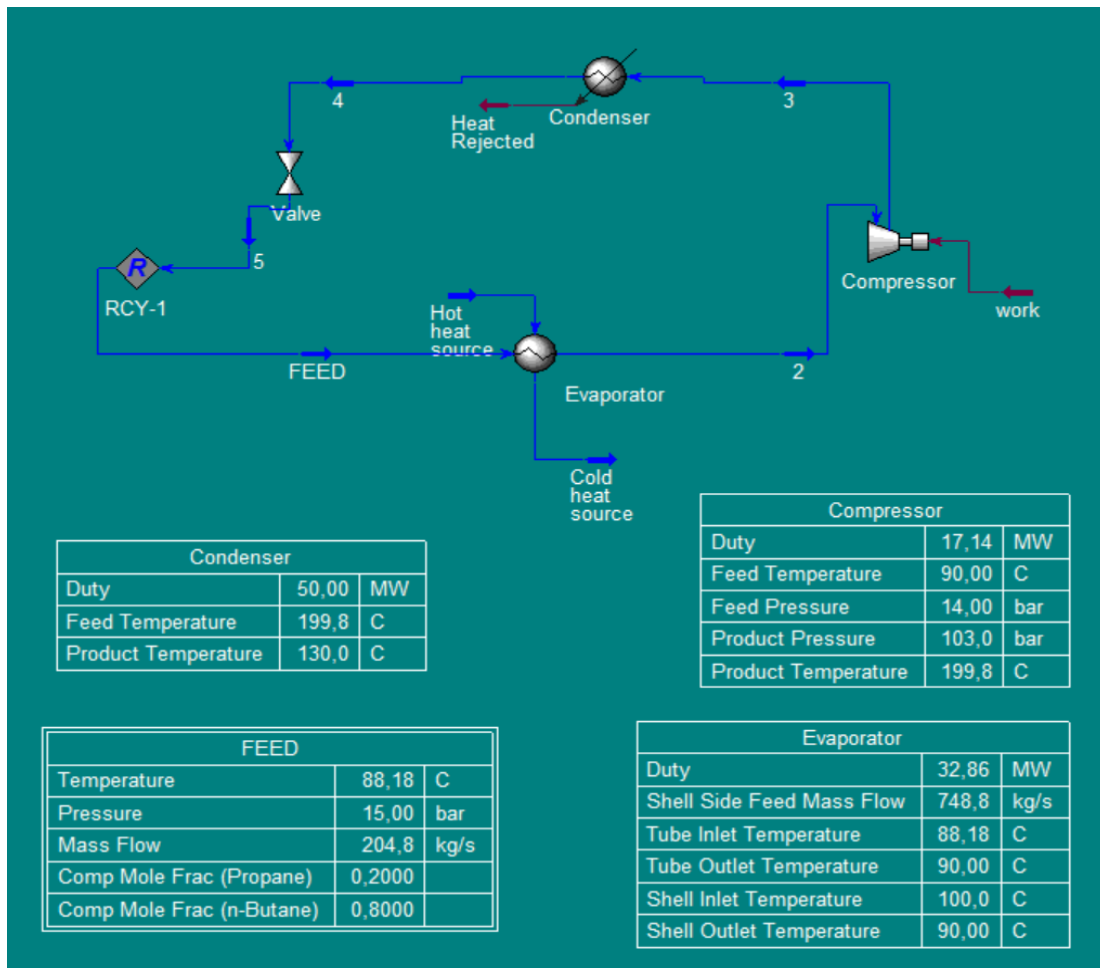 4
3
Condenser
Heat
Rejected
Valve
R
5
RCY-1
Compressor
work
Hot
heat
source
FEED
2
Evaporator
Cold
heat
source
Condenser
Duty 50,00 MW
Feed Temperature 199,8 C
Product Temperature 130,0 C
Compressor
Duty 17,14 MW
Feed Temperature 90,00 C
Feed Pressure 14,00 bar
Product Pressure 103,0 bar
Product Temperature 199,8 C
FEED
Temperature 88,18 C
Pressure 15,00 bar
Mass Flow 204,8 kg/s
Comp Mole Frac (Propane) 0,2000
Comp Mole Frac (n-Butane) 0,8000
Evaporator
Duty 32,86 MW
Shell Side Feed Mass Flow 748,8 kg/s
Tube Inlet Temperature 88,18 C
Tube Outlet Temperature 90,00 C
Shell Inlet Temperature 100,0 C
Shell Outlet Temperature 90,00 C